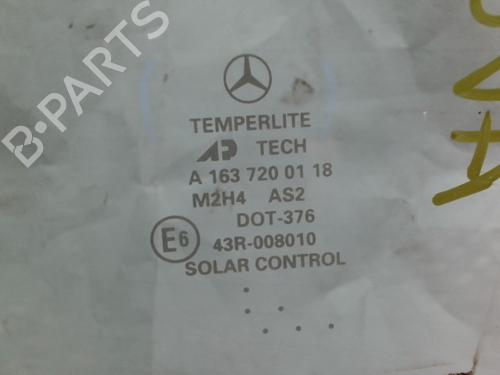 B-PARTS
TEMPERLITE
AP TECH
A 163 720 01 18
M2H4 AS2
DOT-376
E6 43R-008010
SOLAR CONTROL